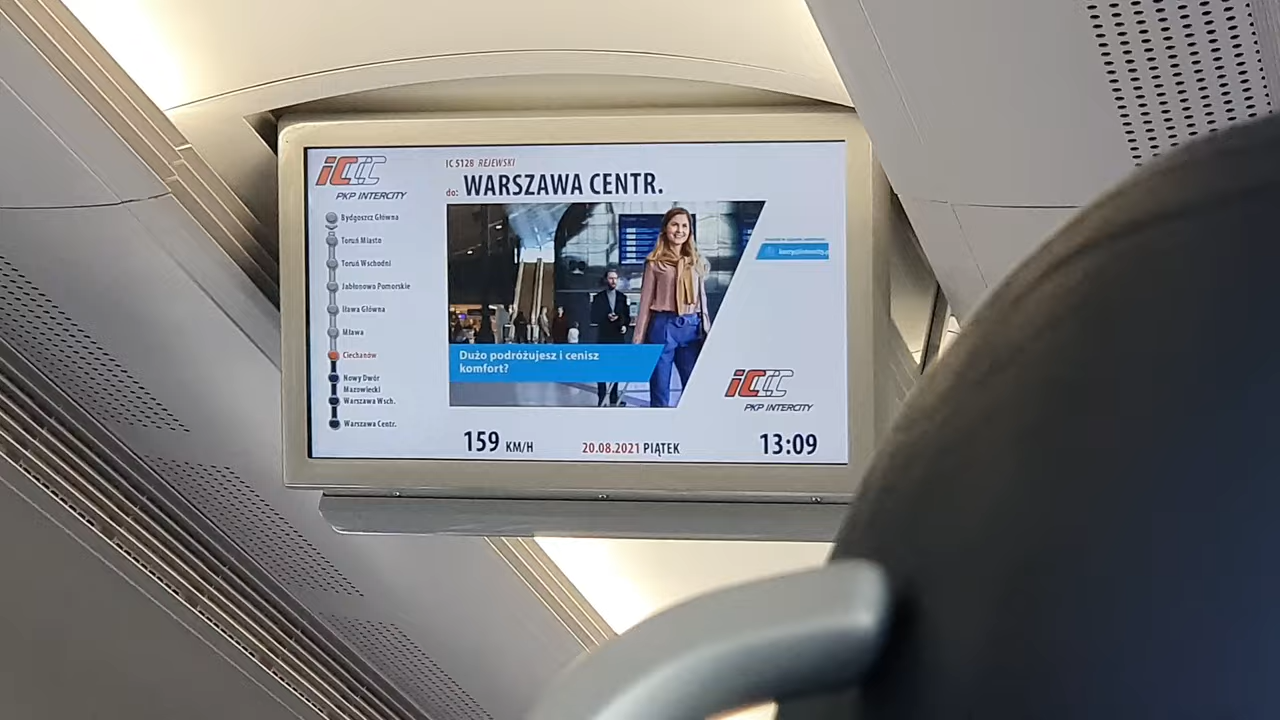 IC 5128 REJEWSKI
do: WARSZAWA CENTR.
iC
PKP INTERCITY
Bydgoszcz Główna
Toruń Miasto
Toruń Wschodni
Jabłonowo Pomorskie
Iława Główna
Mława
Ciechanów
Nowy Dwór
Mazowiecki
Warszawa Wsch.
Warszawa Centr.
Dużo podróżujesz i cenisz
komfort?
iC
PKP INTERCITY
159 KM/H
20.08.2021 PIĄTEK
13:09